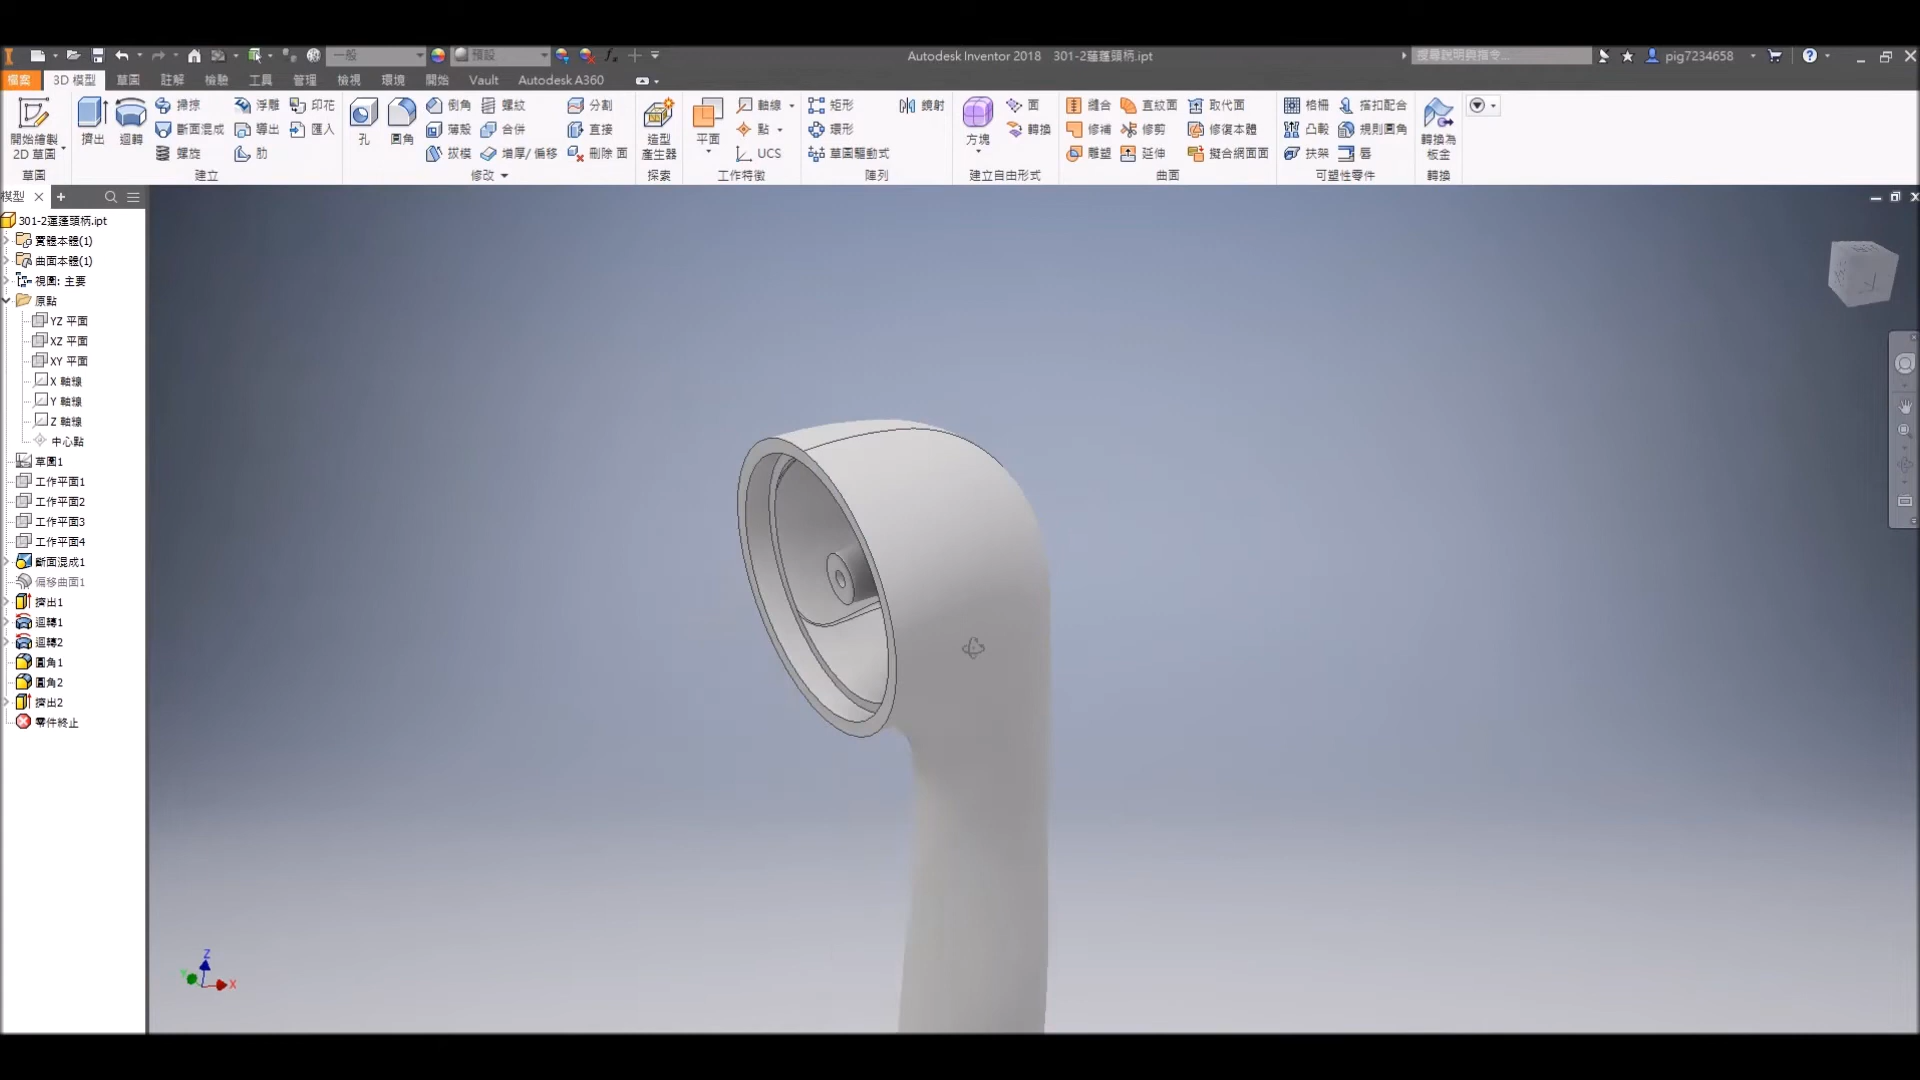 一般 預設 Autodesk Inventor 2018 301-2蓮蓬頭柄.ipt 搜尋說明與指令... pig7234658
檔案 3D 模型 草圖 註解 檢驗 工具 管理 檢視 環境 開始 Vault Autodesk A360
開始繪製
2D 草圖
擠出
迴轉
掃掠 浮雕 印花
斷面混成 導出 匯入
螺旋 肋
孔
圓角
倒角 螺紋 分割
薄殼 合併 直接
拔模 增厚/偏移 刪除 面
造型
產生器
平面
軸線
點
UCS
矩形 鏡射
環形
草圖驅動式
方塊
面
轉換
縫合 直紋面 取代面
修補 修剪 修復本體
雕塑 延伸 擬合網面面
格柵 搭扣配合
凸轂 規則圓角
扶架 唇
轉換為
板金
草圖 建立 修改 探索 工作特徵 陣列 建立自由形式 曲面 可塑性零件 轉換
模型
301-2蓮蓬頭柄.ipt
實體本體(1)
曲面本體(1)
視圖: 主要
原點
YZ 平面
XZ 平面
XY 平面
X 軸線
Y 軸線
Z 軸線
中心點
草圖1
工作平面1
工作平面2
工作平面3
工作平面4
斷面混成1
偏移曲面1
擠出1
迴轉1
迴轉2
圓角1
圓角2
擠出2
零件終止
Z
Y
X